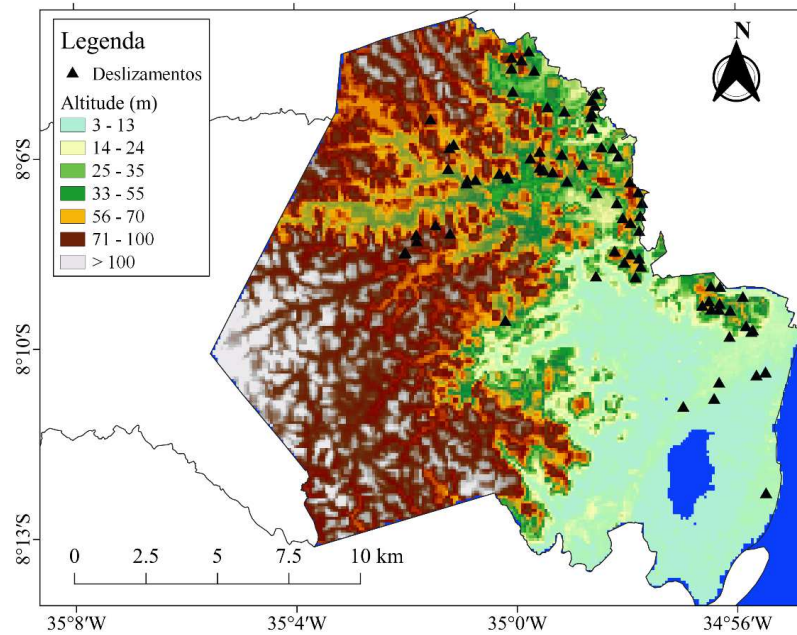 Legenda
Deslizamentos
Altitude (m)
3 - 13
14 - 24
25 - 35
33 - 55
56 - 70
71 - 100
> 100
N
8°6'S
8°10'S
8°13'S
0 2.5 5 7.5 10 km
35°8'W 35°4'W 35°0'W 34°56'W